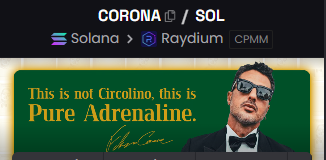 CORONA / SOL
Solana > Raydium CPMM
This is not Circolino, this is
Pure Adrenaline.